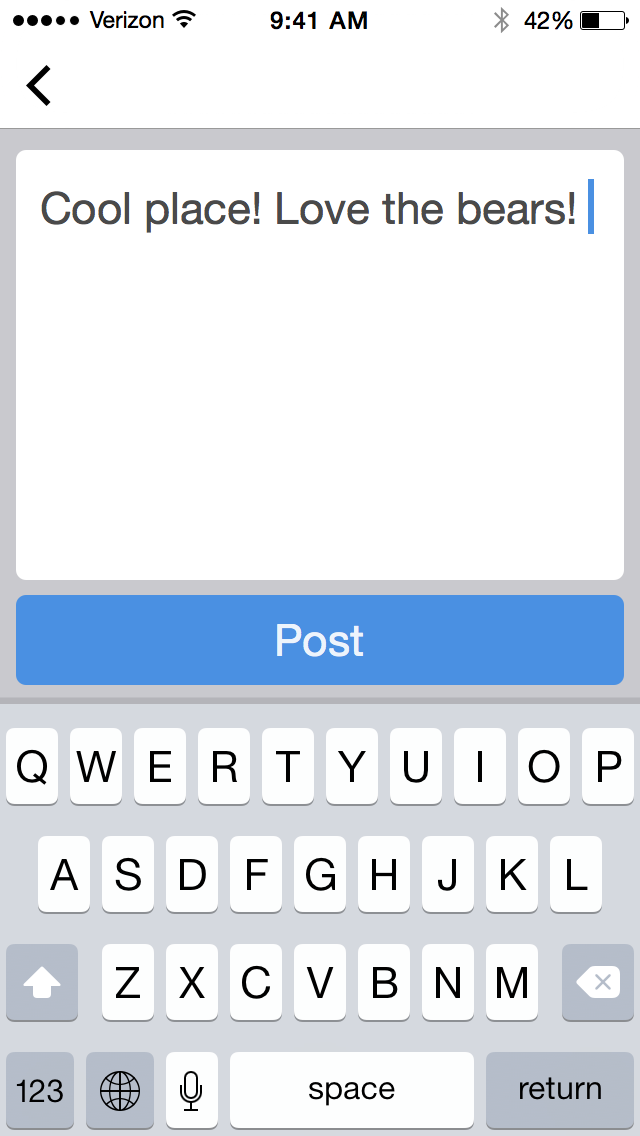 Verizon 9:41 AM 42%
Cool place! Love the bears!
Post
Q W E R T Y U I O P
A S D F G H J K L
Z X C V B N M
123 space return